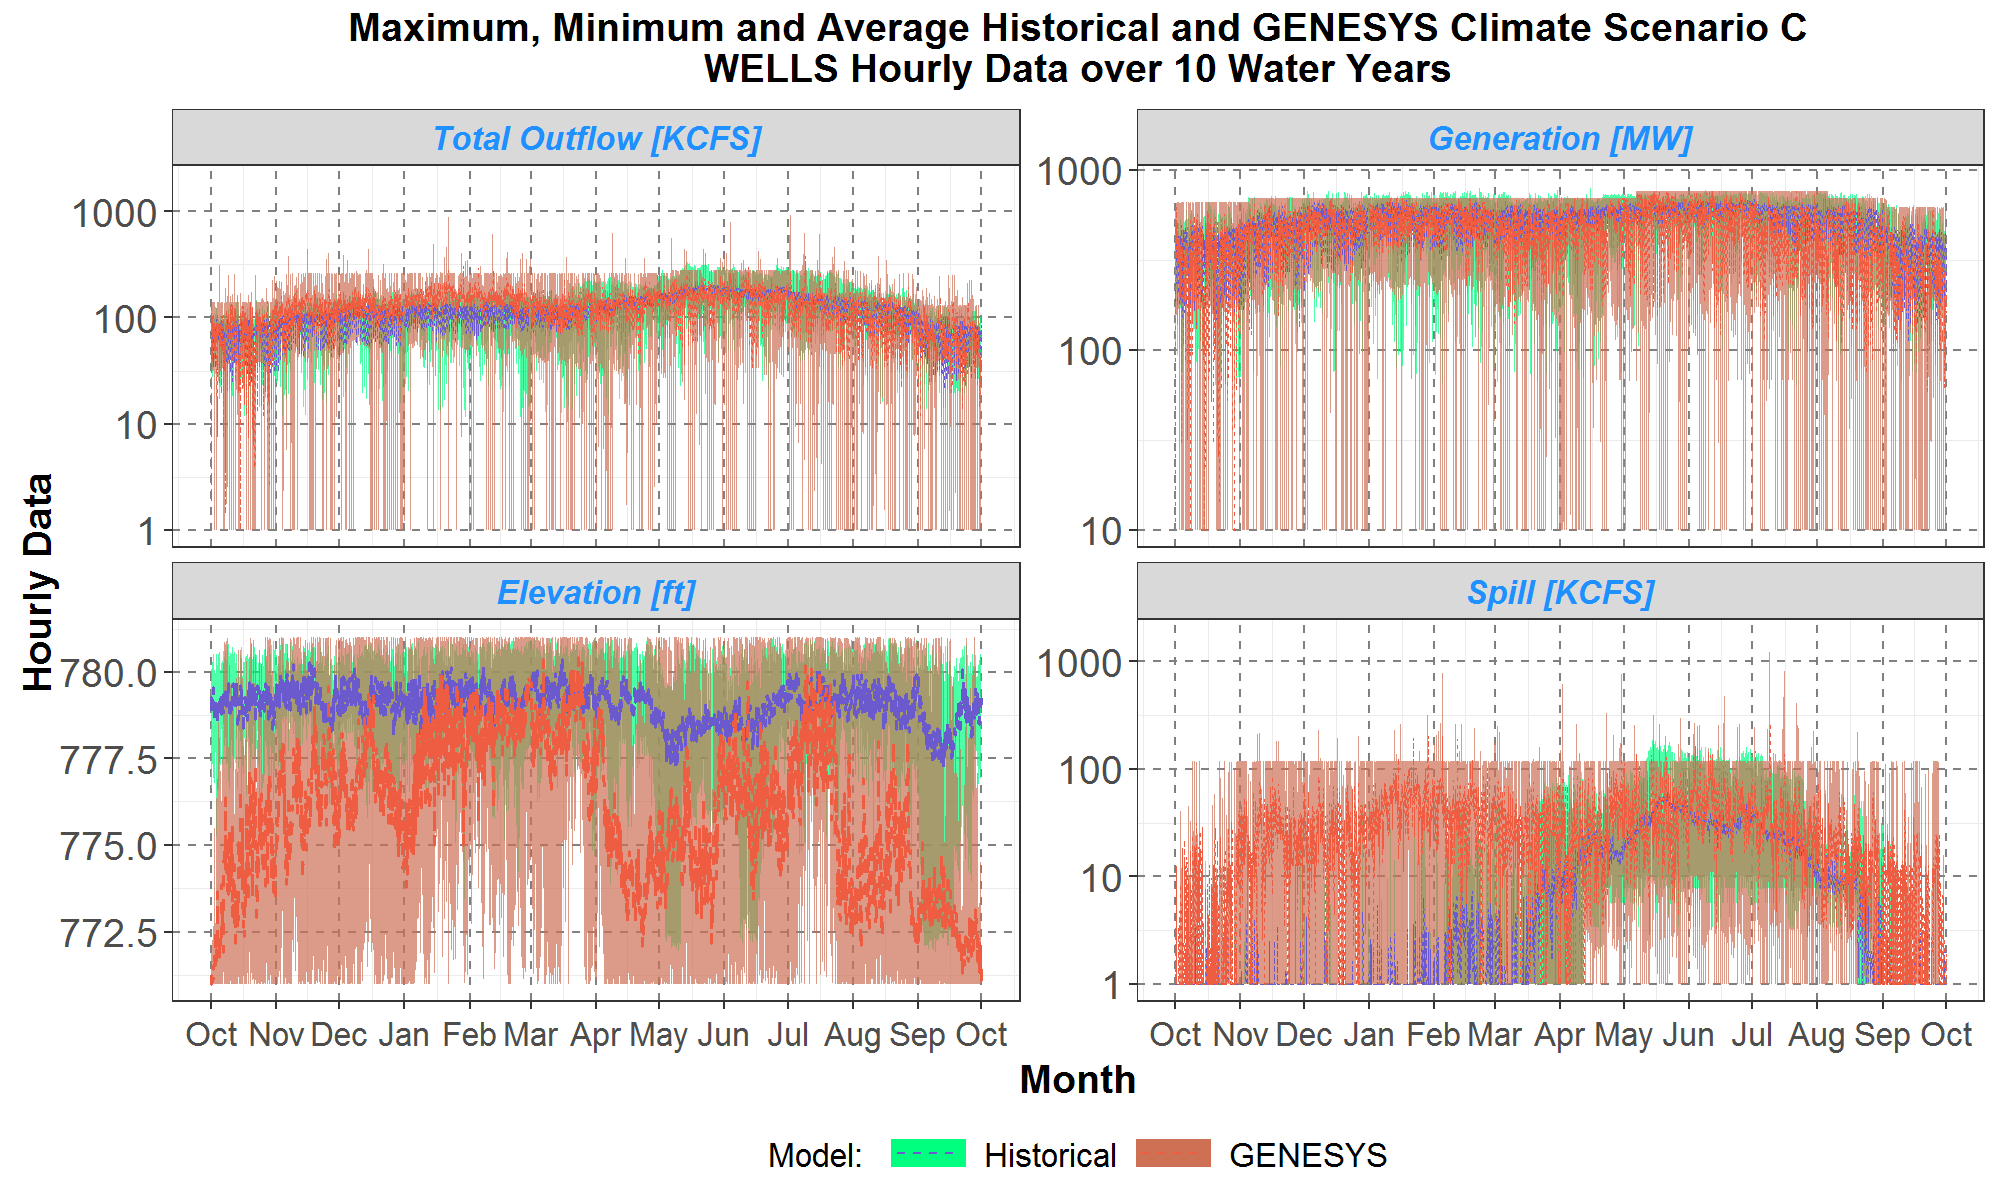 Maximum, Minimum and Average Historical and GENESYS Climate Scenario C
WELLS Hourly Data over 10 Water Years
Total Outflow [KCFS]
Generation [MW]
1000
100
10
1
1000
100
10
Hourly Data
Elevation [ft]
Spill [KCFS]
780.0
777.5
775.0
772.5
1000
100
10
1
Oct Nov Dec Jan Feb Mar Apr May Jun Jul Aug Sep Oct
Oct Nov Dec Jan Feb Mar Apr May Jun Jul Aug Sep Oct
Month
Model: Historical GENESYS